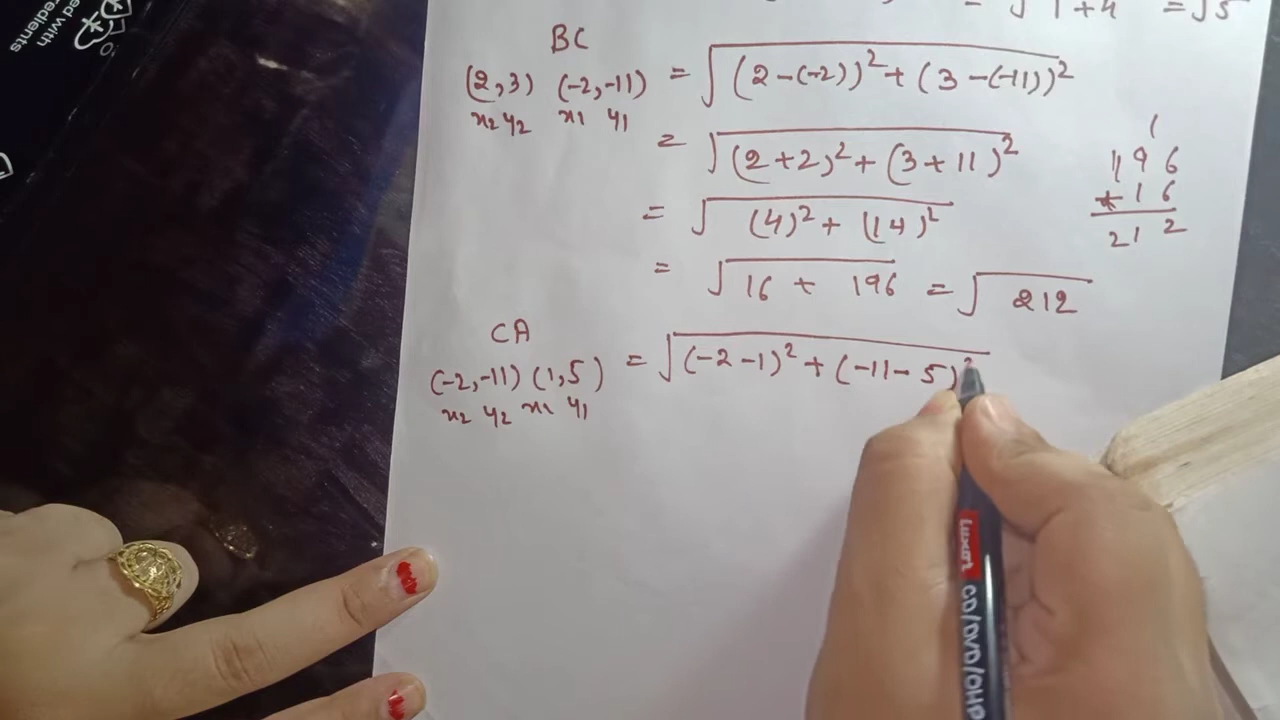 = √1+4 = √5
BC
(2,3) (-2,-11) = √(2-(-2))² + (3-(-11))²
x₂ y₂ x₁ y₁
= √(2+2)² + (3+11)²
1
196
+16
212
= √(4)² + (14)²
= √16 + 196 = √212
CA
(-2,-11) (1,5) = √(-2-1)² + (-11-5)²
x₂ y₂ x₁ y₁
Luxor CD/DVD/OHP
ed with
redients